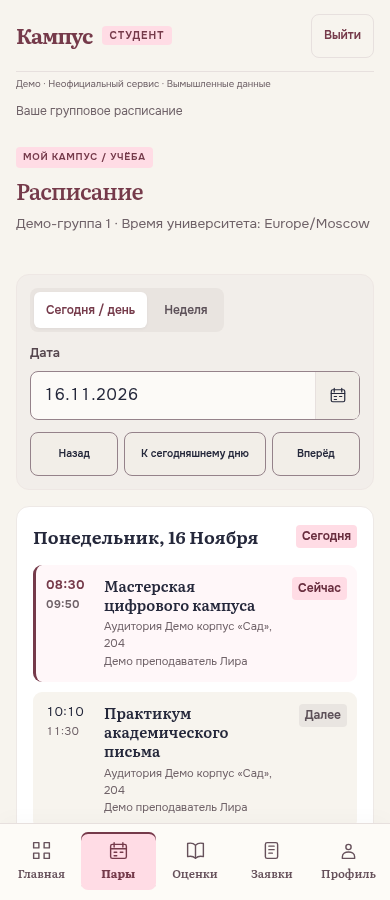 Кампус
СТУДЕНТ
Выйти
Демо · Неофициальный сервис · Вымышленные данные
Ваше групповое расписание
МОЙ КАМПУС / УЧЁБА
Расписание
Демо-группа 1 · Время университета: Europe/Moscow
Сегодня / день
Неделя
Дата
16.11.2026
Назад
К сегодняшнему дню
Вперёд
Понедельник, 16 Ноября
Сегодня
08:30
09:50
Мастерская
цифрового кампуса
Аудитория Демо корпус «Сад»,
204
Демо преподаватель Лира
Сейчас
10:10
11:30
Практикум
академического
письма
Аудитория Демо корпус «Сад»,
204
Демо преподаватель Лира
Далее
Главная
Пары
Оценки
Заявки
Профиль